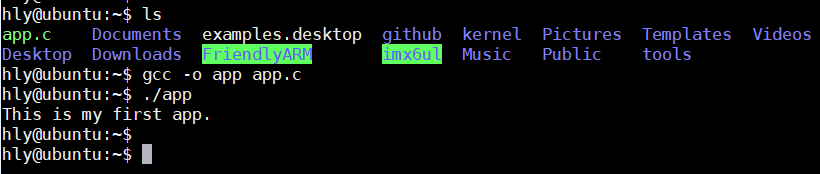 hly@ubuntu:~$ ls
app.c    Documents  examples.desktop  github  kernel  Pictures  Templates  Videos
Desktop  Downloads  FriendlyARM       imx6ul  Music   Public    tools
hly@ubuntu:~$ gcc -o app app.c
hly@ubuntu:~$ ./app
This is my first app.
hly@ubuntu:~$
hly@ubuntu:~$